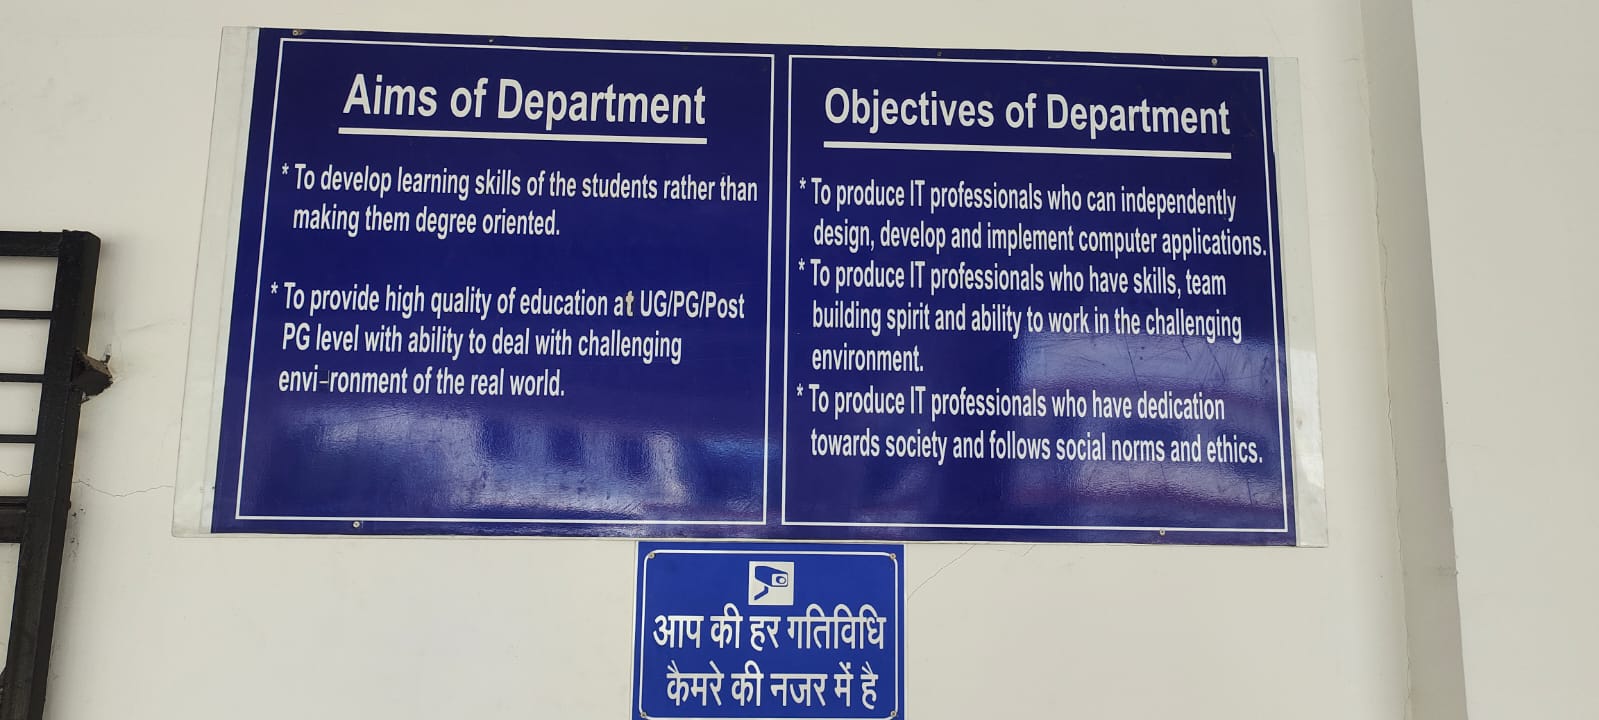 Aims of Department
* To develop learning skills of the students rather than
making them degree oriented.
* To provide high quality of education at UG/PG/Post
PG level with ability to deal with challenging
envi-ronment of the real world.
Objectives of Department
* To produce IT professionals who can independently
design, develop and implement computer applications.
* To produce IT professionals who have skills, team
building spirit and ability to work in the challenging
environment.
* To produce IT professionals who have dedication
towards society and follows social norms and ethics.
आप की हर गतिविधि
कैमरे की नजर में है